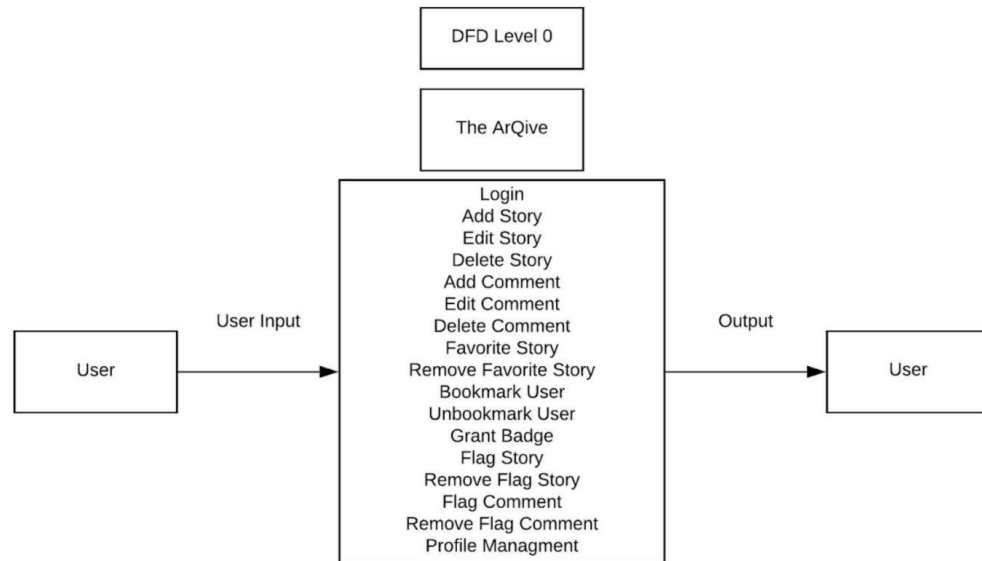 DFD Level 0
The ArQive
Login
Add Story
Edit Story
Delete Story
Add Comment
Edit Comment
Delete Comment
Favorite Story
Remove Favorite Story
Bookmark User
Unbookmark User
Grant Badge
Flag Story
Remove Flag Story
Flag Comment
Remove Flag Comment
Profile Managment
User Input
Output
User
User